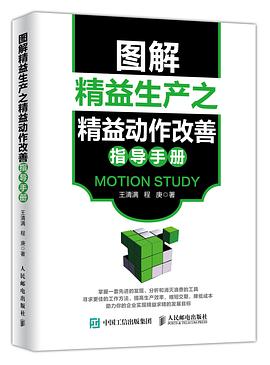 图解
精益生产之
精益动作改善
指导手册
MOTION STUDY
王清满 程 庚◎著
掌握一套先进的发现、分析和消灭浪费的工具
寻求更佳的工作方法，提高生产效率，缩短交期，降低成本
助力你的企业实现精益求精的发展目标
中国工信出版集团
人民邮电出版社
图解精益生产之精益动作改善指导手册
王清满 程 庚◎著
人民邮电出版社